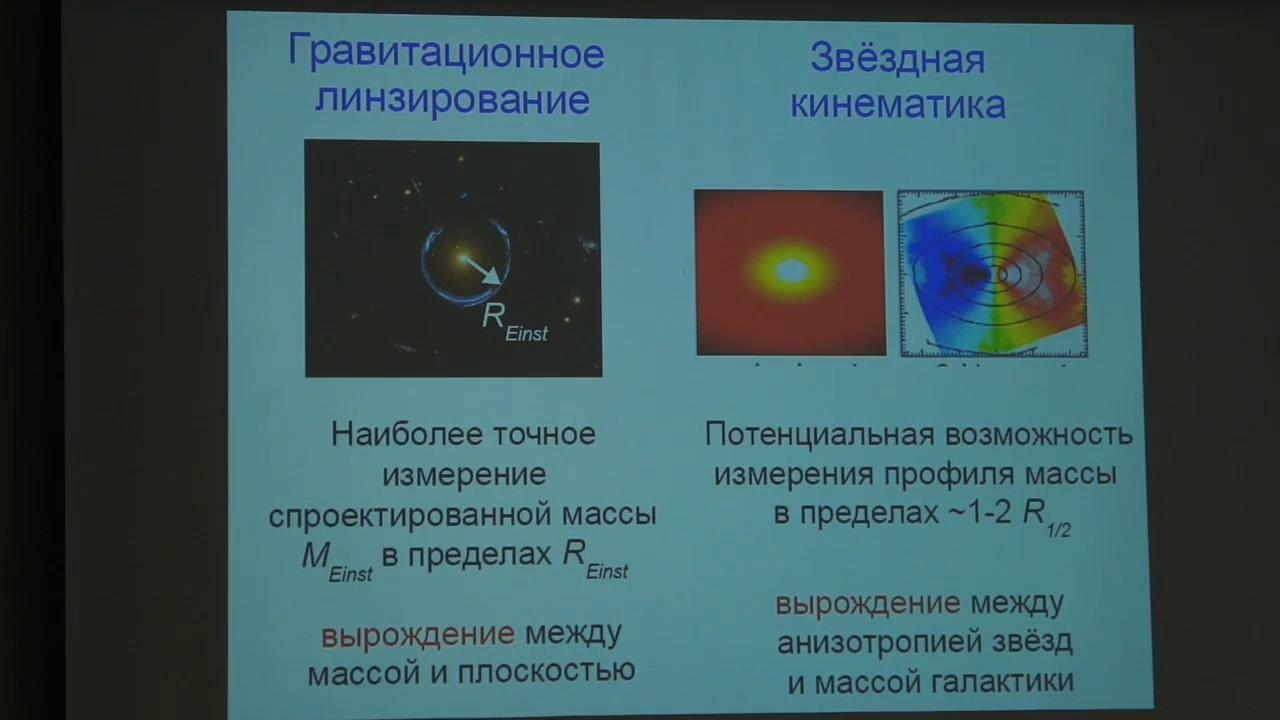 Гравитационное
линзирование
R Einst
Наиболее точное
измерение
спроектированной массы
M Einst в пределах R Einst
вырождение между
массой и плоскостью
Звёздная
кинематика
Потенциальная возможность
измерения профиля массы
в пределах ~1-2 R 1/2
вырождение между
анизотропией звёзд
и массой галактики